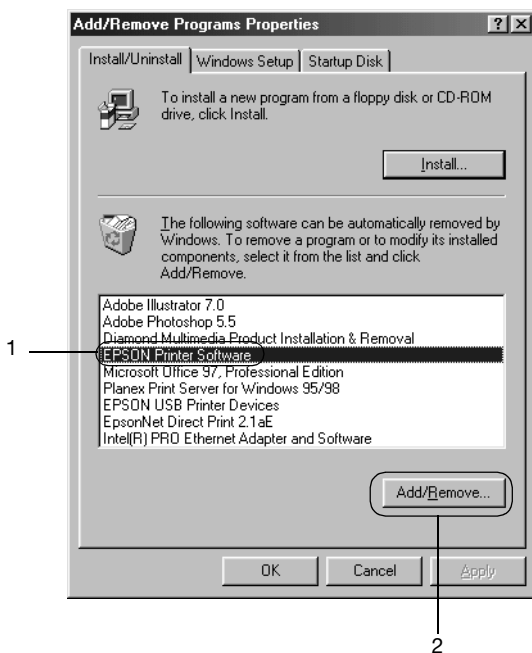 Add/Remove Programs Properties
Install/Uninstall Windows Setup Startup Disk
To install a new program from a floppy disk or CD-ROM
drive, click Install.
Install...
The following software can be automatically removed by
Windows. To remove a program or to modify its installed
components, select it from the list and click
Add/Remove.
Adobe Illustrator 7.0
Adobe Photoshop 5.5
Diamond Multimedia Product Installation & Removal
1
EPSON Printer Software
Microsoft Office 97, Professional Edition
Planex Print Server for Windows 95/98
EPSON USB Printer Devices
EpsonNet Direct Print 2.1aE
Intel(R) PRO Ethernet Adapter and Software
Add/Remove...
OK Cancel Apply
2